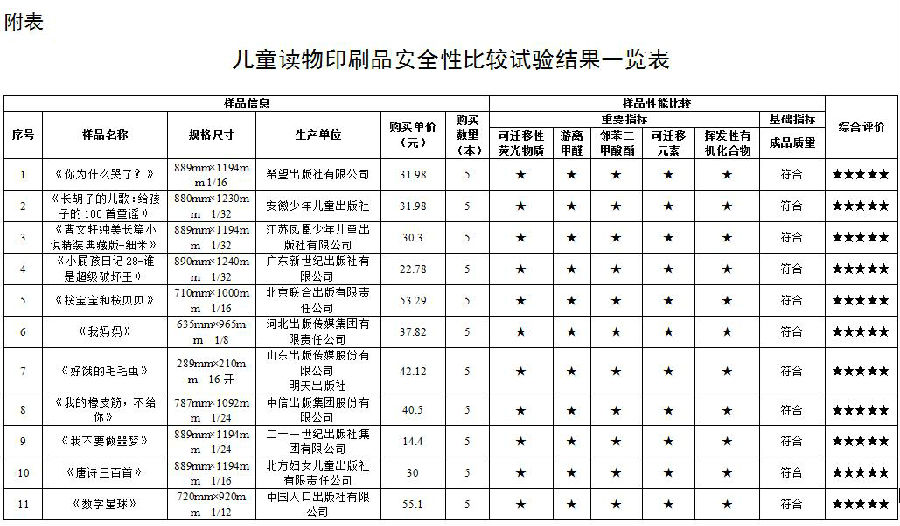 附表
儿童读物印刷品安全性比较试验结果一览表
样品信息 样品性能比较 综合评价
序号 样品名称 规格尺寸 生产单位 购买单价（元） 购买数量（本） 重要指标 基础指标
可迁移性荧光物质 游离甲醛 邻苯二甲酸酯 可迁移元素 挥发性有机化合物 成品质量
1 《你为什么哭了？》 889mm×1194mm 1/16 希望出版社有限公司 31.98 5 ★ ★ ★ ★ ★ 符合 ★★★★★
2 《长胡子的儿歌:给孩子的100首童谣》 880mm×1230mm 1/32 安徽少年儿童出版社 31.98 5 ★ ★ ★ ★ ★ 符合 ★★★★★
3 《曹文轩纯美长篇小说精装典藏版-细米》 889mm×1194mm 1/32 江苏凤凰少年儿童出版社有限公司 30.3 5 ★ ★ ★ ★ ★ 符合 ★★★★★
4 《小屁孩日记28-谁是超级破坏王》 890mm×1240mm 1/32 广东新世纪出版社有限公司 22.78 5 ★ ★ ★ ★ ★ 符合 ★★★★★
5 710mm×1000mm 1/16 北京联合出版有限责任公司 53.29 5 ★ ★ ★ ★ ★ 符合 ★★★★★
6 《我妈妈》 635mm×965mm 1/8 河北出版传媒集团有限责任公司 37.82 5 ★ ★ ★ ★ ★ 符合 ★★★★★
7 《好饿的毛毛虫》 289mm×210mm 16开 山东出版传媒股份有限公司 明天出版社 42.12 5 ★ ★ ★ ★ ★ 符合 ★★★★★
8 《我的橡皮筋，不给你》 787mm×1092mm 1/24 中信出版集团股份有限公司 40.5 5 ★ ★ ★ ★ ★ 符合 ★★★★★
9 《我不要做噩梦》 889mm×1194mm 1/24 二十一世纪出版社集团有限公司 14.4 5 ★ ★ ★ ★ ★ 符合 ★★★★★
10 《唐诗三百首》 889mm×1194mm 1/16 北方妇女儿童出版社有限责任公司 30 5 ★ ★ ★ ★ ★ 符合 ★★★★★
11 《数字星球》 720mm×920mm 1/12 中国人口出版社有限公司 55.1 5 ★ ★ ★ ★ ★ 符合 ★★★★★